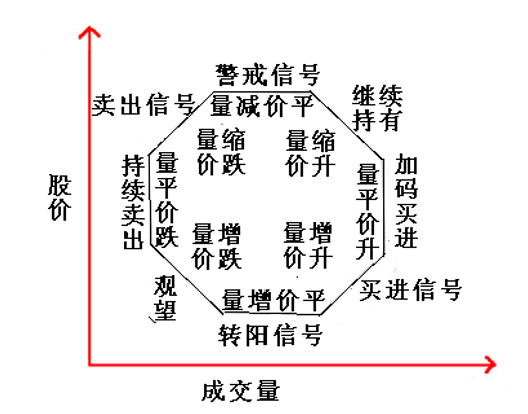 警戒信号
卖出信号
量减价平
继续
持有
量缩
价跌
量缩
价升
持续卖出
量平价跌
量平价升
加码买进
股价
量增
价跌
量增
价升
观望
量增价平
买进信号
转阳信号
成交量